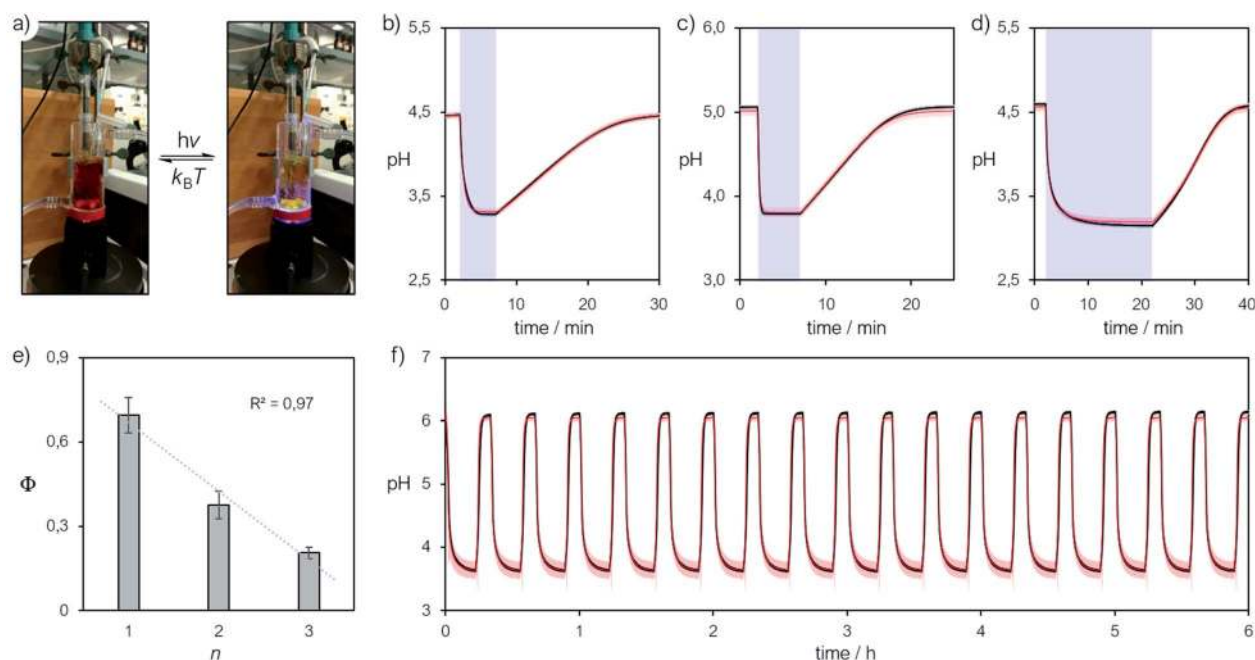 a)
hν
k_BT
b)
5,5
4,5
pH
3,5
2,5
0
10
20
30
time / min
c)
6,0
5,0
pH
4,0
3,0
0
10
20
time / min
d)
5,5
4,5
pH
3,5
2,5
0
10
20
30
40
time / min
e)
0,9
0,6
Φ
0,3
0
R² = 0,97
1
2
3
n
f)
7
6
pH
5
4
3
0
1
2
3
4
5
6
time / h